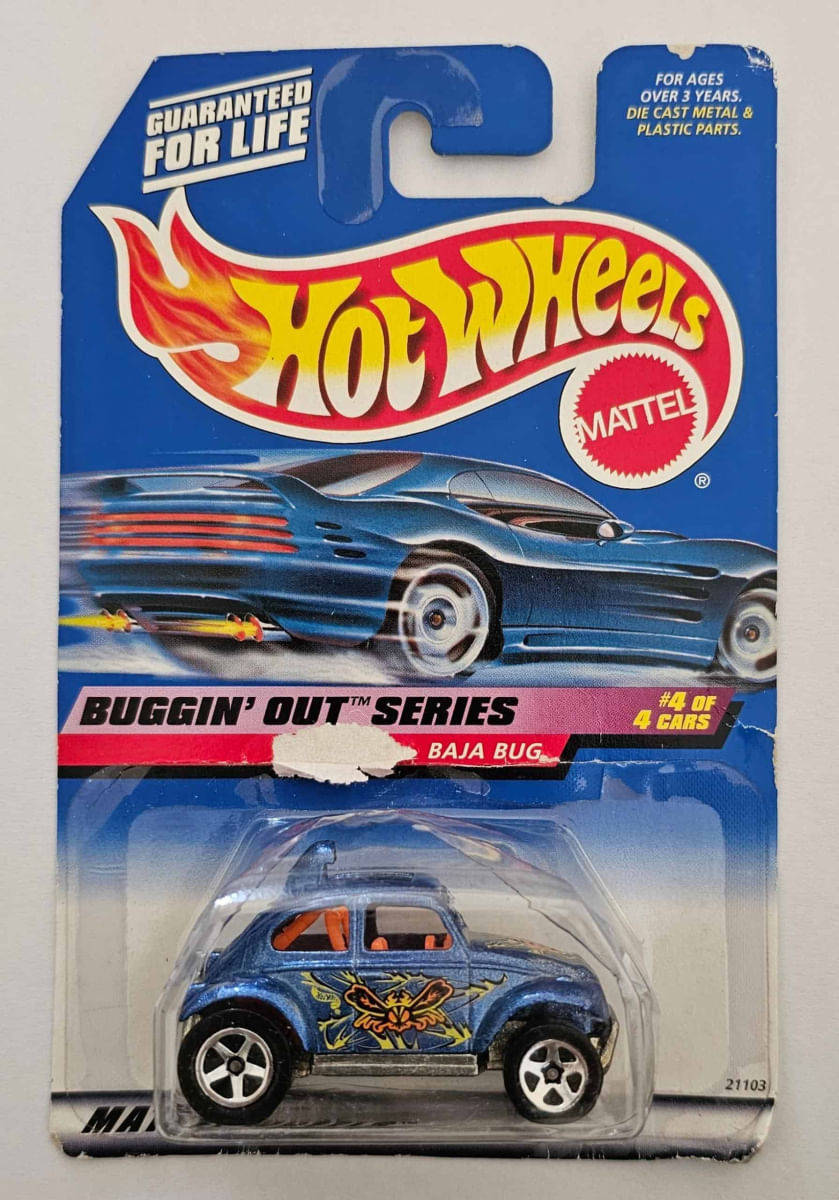 GUARANTEED
FOR LIFE
FOR AGES
OVER 3 YEARS.
DIE CAST METAL &
PLASTIC PARTS.
HOT WHEELS
MATTEL
®
BUGGIN' OUT™ SERIES
#4 OF
4 CARS
BAJA BUG
21103